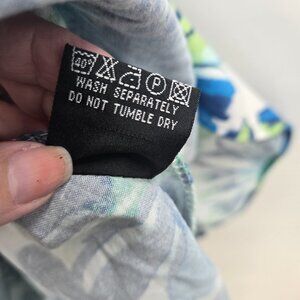 40°
P
WASH SEPARATELY
DO NOT TUMBLE DRY